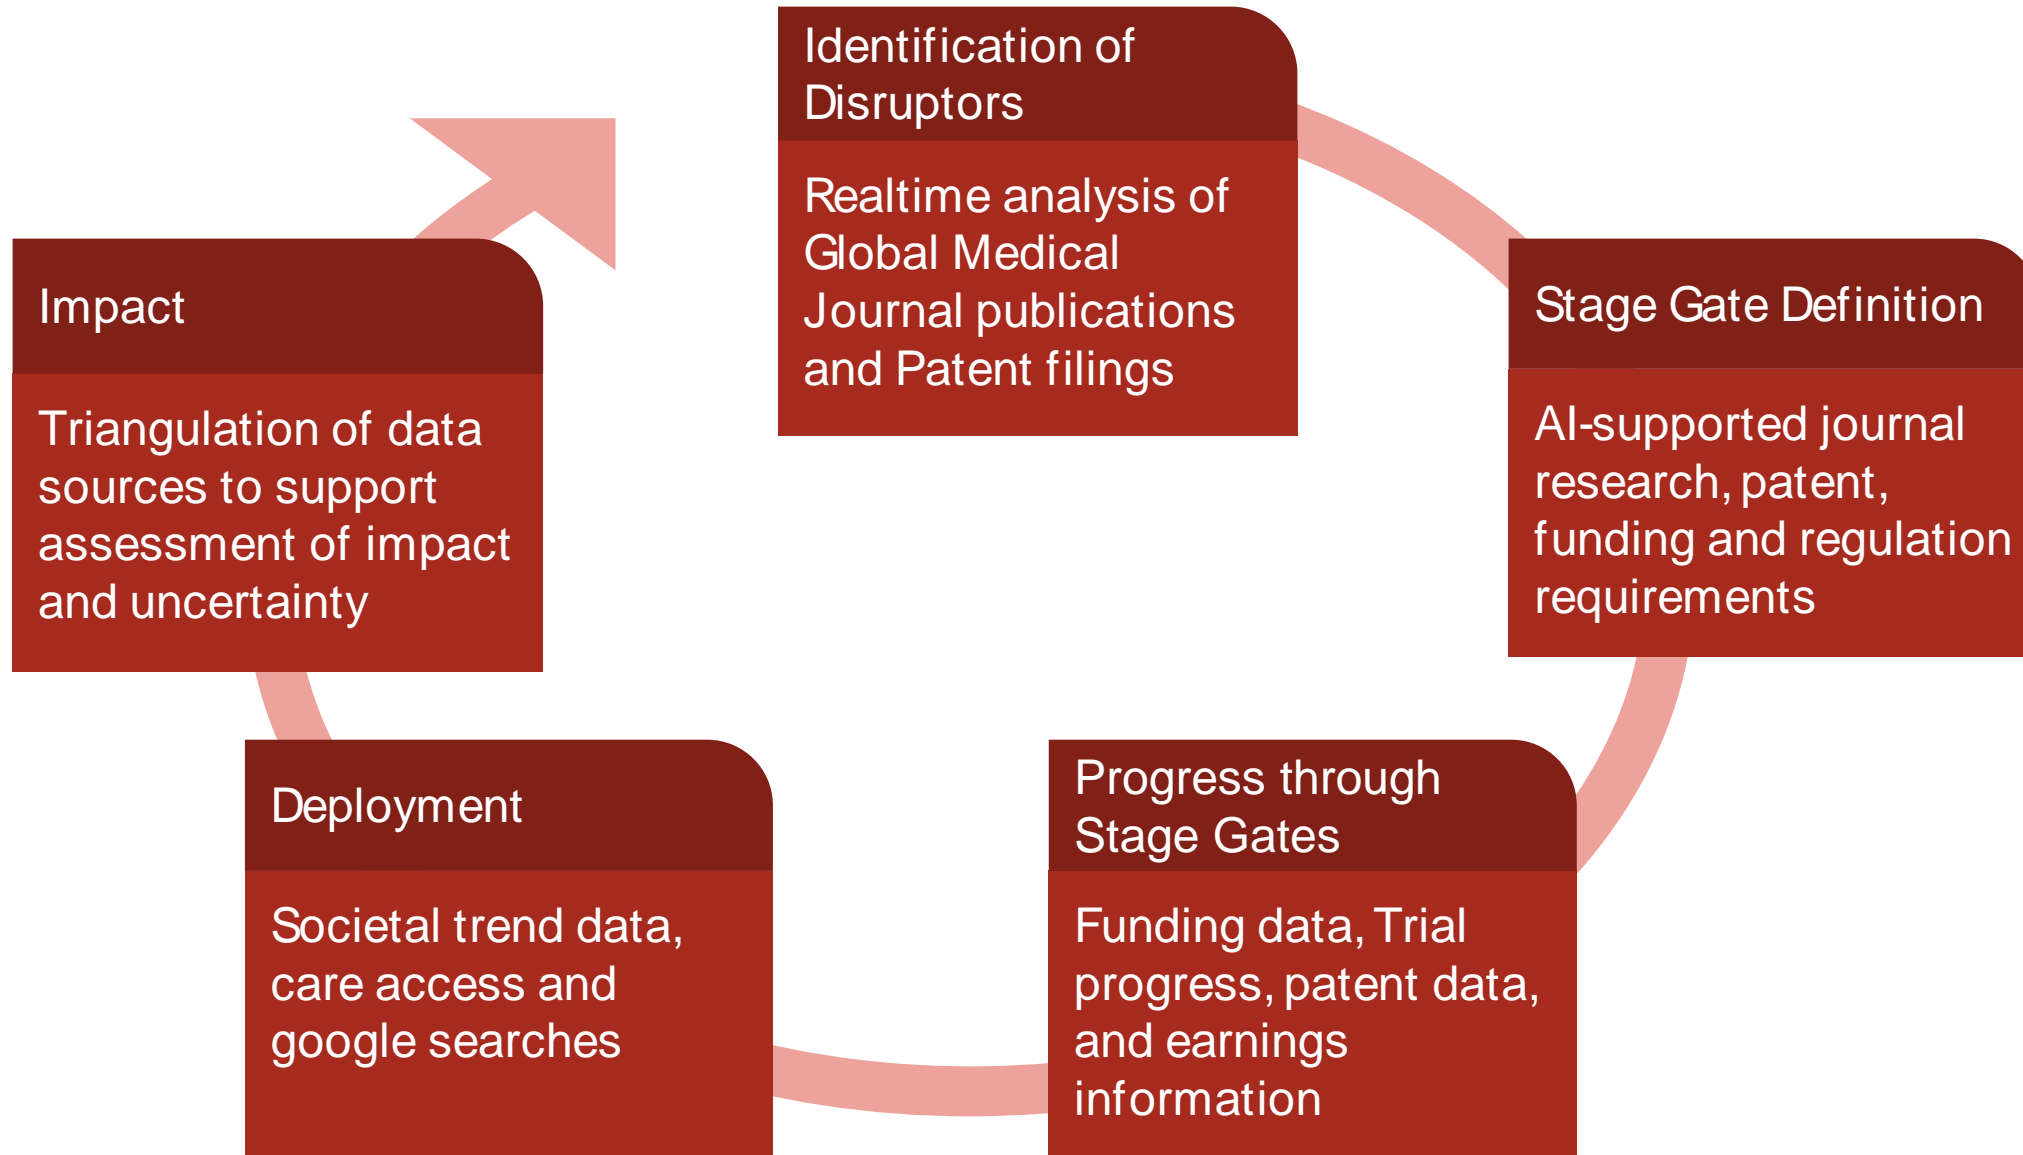 Identification of
Disruptors
Realtime analysis of
Global Medical
Journal publications
and Patent filings
Stage Gate Definition
AI-supported journal
research, patent,
funding and regulation
requirements
Progress through
Stage Gates
Funding data, Trial
progress, patent data,
and earnings
information
Deployment
Societal trend data,
care access and
google searches
Impact
Triangulation of data
sources to support
assessment of impact
and uncertainty